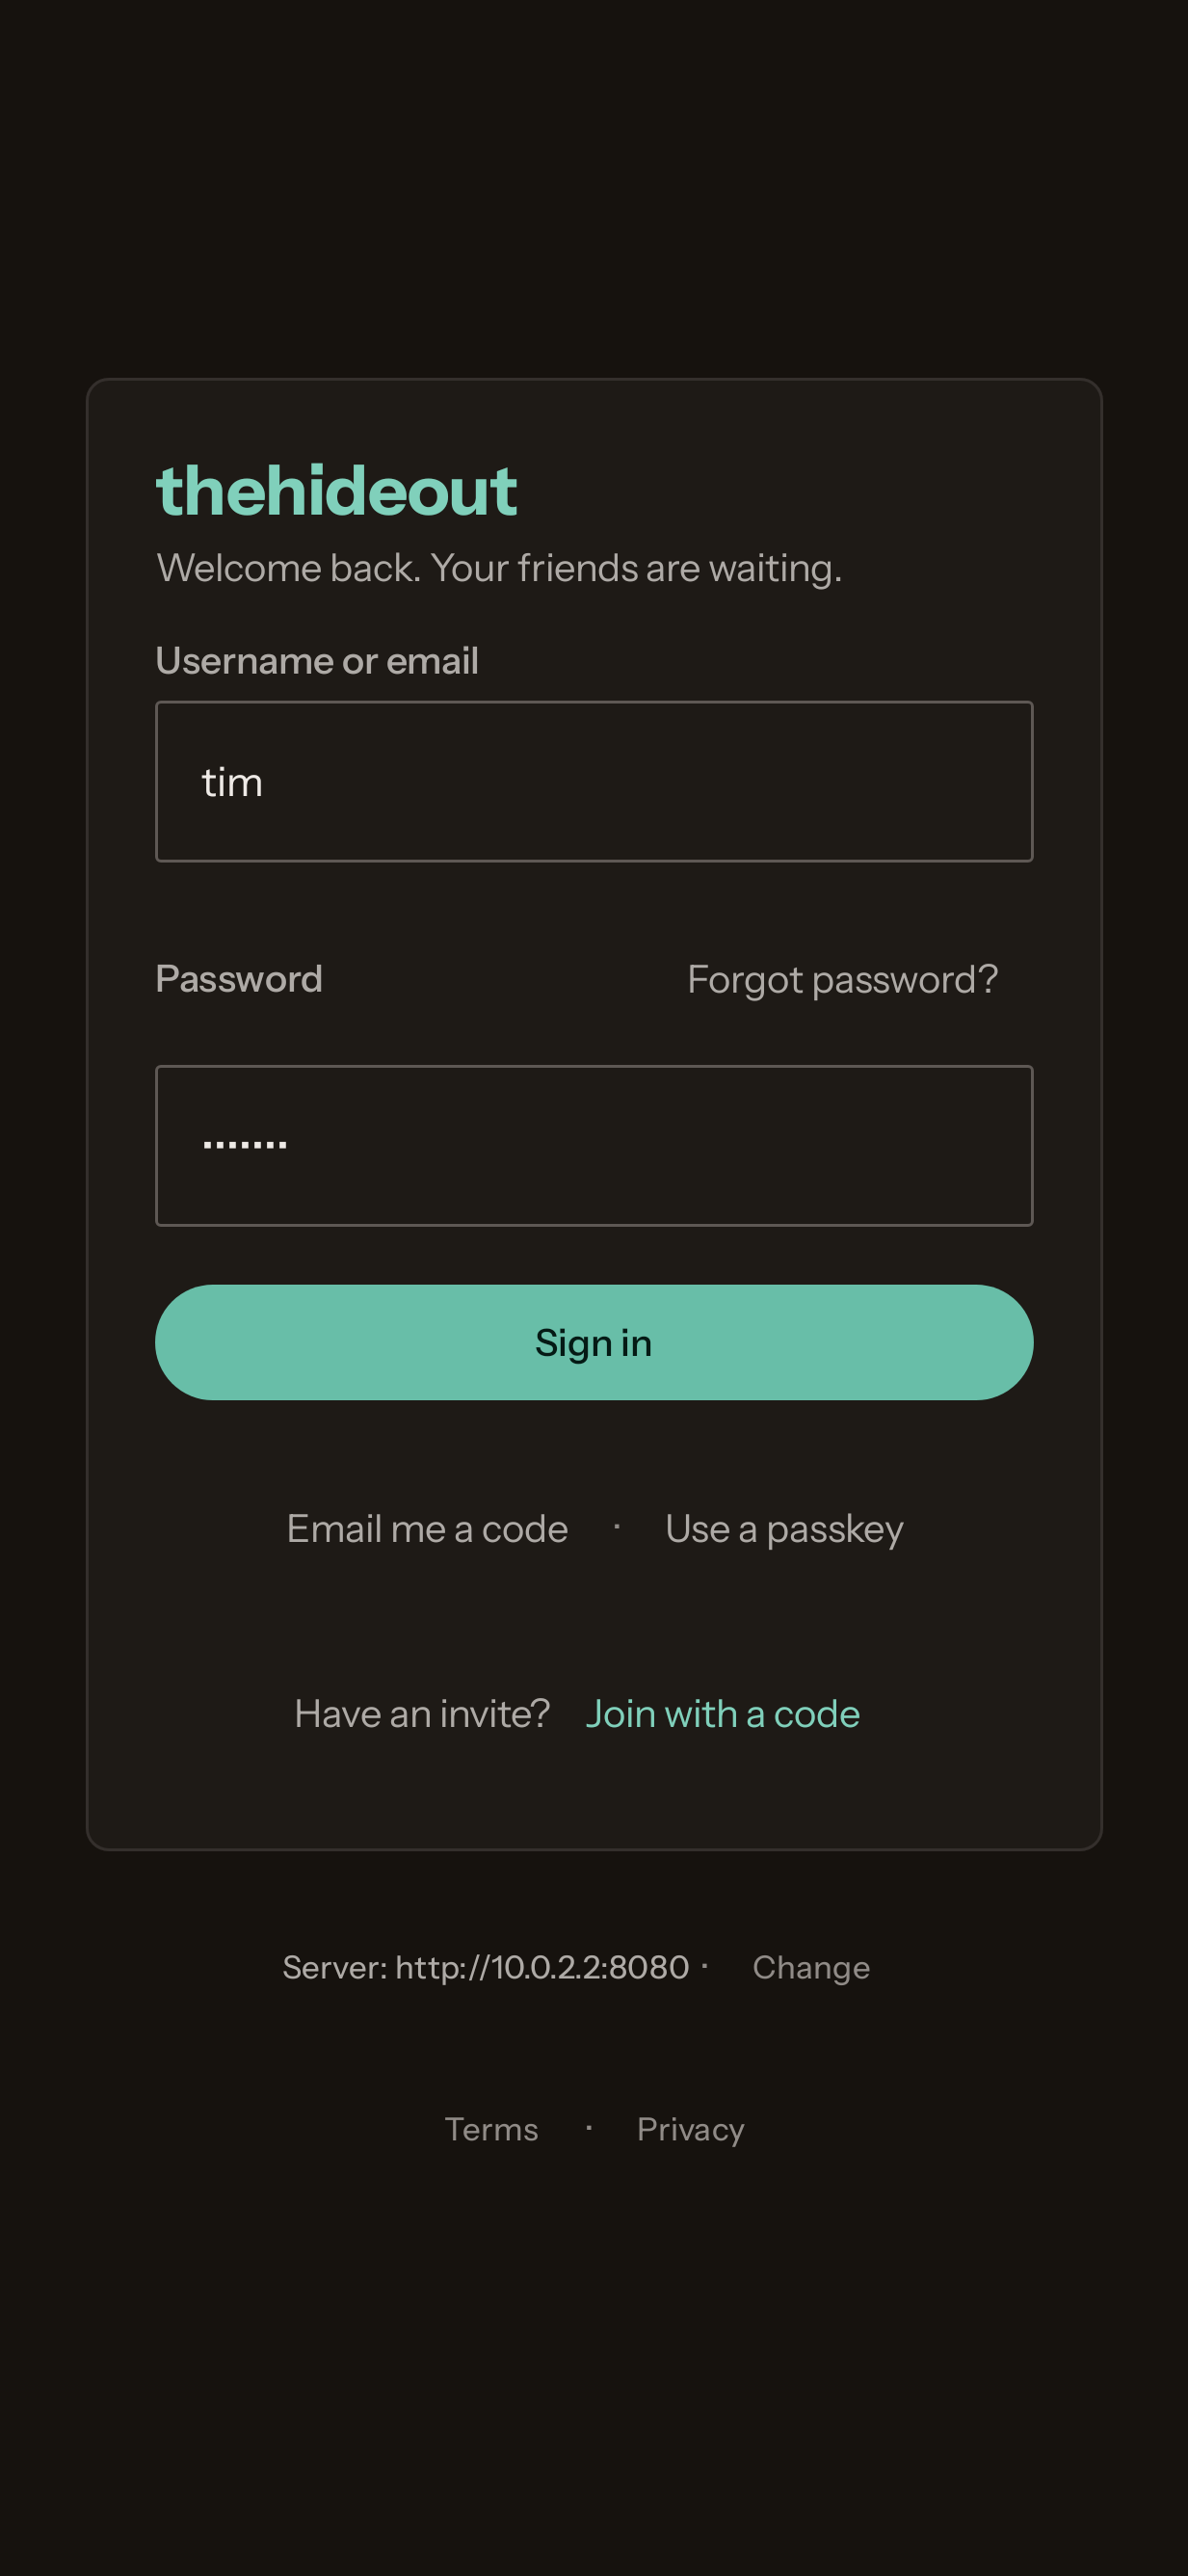 thehideout
Welcome back. Your friends are waiting.
Username or email
tim
Password Forgot password?
.......
Sign in
Email me a code · Use a passkey
Have an invite? Join with a code
Server: http://10.0.2.2:8080 · Change
Terms · Privacy